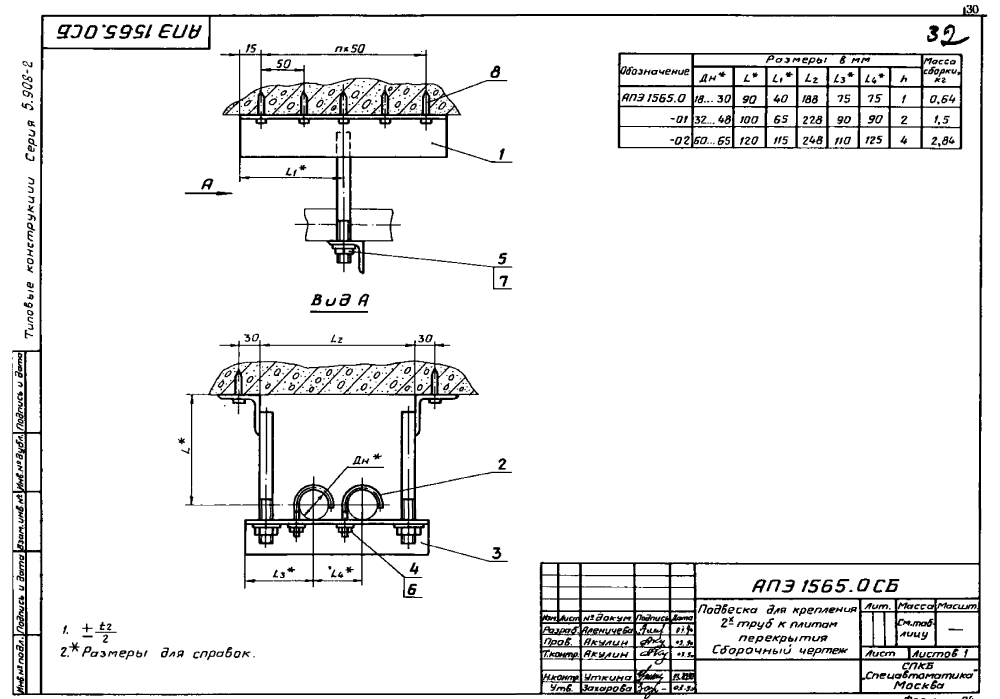 130
32
АПЭ 1565.0СБ
Типовые конструкции Серия 5.908-2
15
n×50
50
8
1
L1*
А
5
7
Вид А
30
L2
30
L*
Дн*
2
3
L3*
L4*
4
6
Обозначение Размеры в мм Масса сборки, кг
Дн* L* L1* L2 L3* L4* h
АПЭ 1565.0 18...30 90 40 188 75 75 1 0,64
-01 32...48 100 65 228 90 90 2 1,5
-02 60...65 120 115 248 110 125 4 2,84
1. ± t2/2
2.* Размеры для справок.
Инв.№ подл. Подпись и дата Взам.инв.№ Инв.№ дубл. Подпись и дата
АПЭ 1565.0СБ
Изм. Лист № докум. Подпись Дата
Разраб. Аленичева
Пров. Акулин
Т.контр. Акулин
Н.контр. Уткина
Утв. Захарова
Подвеска для крепления
2х труб к плитам
перекрытия
Сборочный чертеж
Лит. Масса Масшт.
См.таблицу —
Лист Листов 1
СПКБ
"Спецавтоматика"
Москва